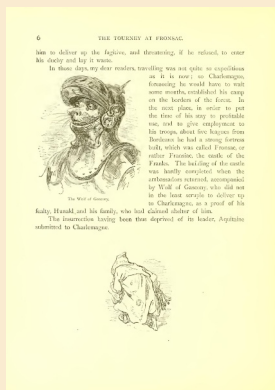 6 THE TOURNEY AT FRONSAC.
him to deliver up the fugitive, and threatening, if he refused, to enter
his duchy and lay it waste.
In those days, my dear readers, travelling was not quite so expeditious
as it is now; so Charlemagne,
foreseeing he would have to wait
some months, established his camp
on the borders of the forest. In
the next place, in order to put
the time of his stay to profitable
use, and to give employment to
his troops, about five leagues from
Bordeaux he had a strong fortress
built, which was called Fronsac, or
rather Fransiac, the castle of the
Franks. The building of the castle
was hardly completed when the
ambassadors returned, accompanied
by Wolf of Gascony, who did not
in the least scruple to deliver up
to Charlemagne, as a proof of his
The Wolf of Gascony.
fealty, Hunold and his family, who had claimed shelter of him.
The insurrection having been thus deprived of its leader, Aquitaine
submitted to Charlemagne.